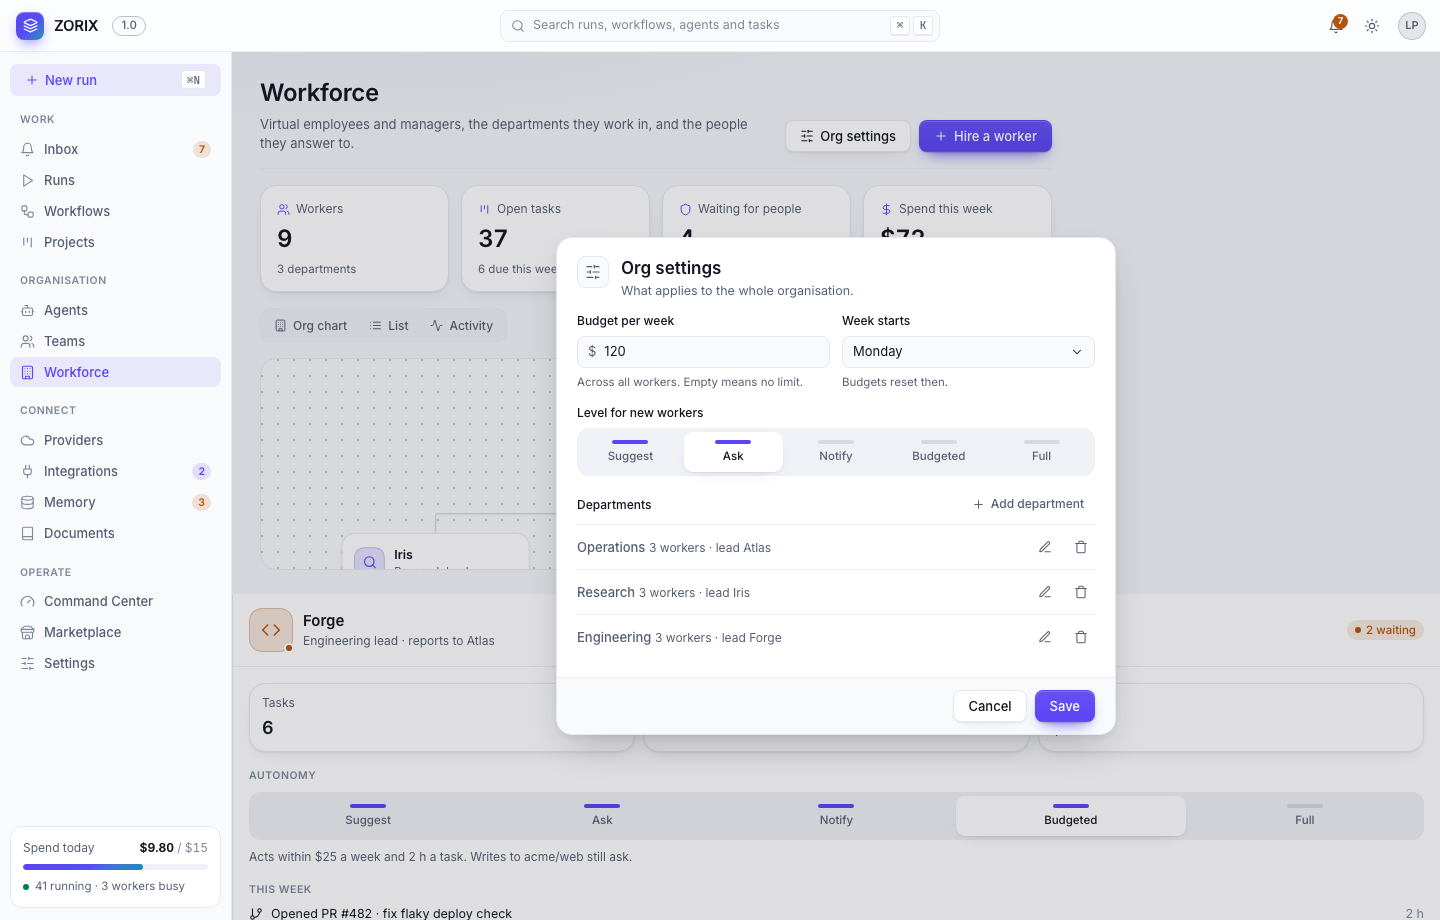 ZORIX 1.0
Search runs, workflows, agents and tasks ⌘ K
7
LP
+ New run ⌘N
WORK
Inbox 7
Runs
Workflows
Projects
ORGANISATION
Agents
Teams
Workforce
CONNECT
Providers
Integrations 2
Memory 3
Documents
OPERATE
Command Center
Marketplace
Settings
Spend today $9.80 / $15
41 running · 3 workers busy
Workforce
Virtual employees and managers, the departments they work in, and the people
they answer to.
Org settings
+ Hire a worker
Workers
9
3 departments
Open tasks
37
6 due this wee
Waiting for people
4
Spend this week
$72
Org chart List Activity
Iris
Org settings
What applies to the whole organisation.
Budget per week
$ 120
Across all workers. Empty means no limit.
Week starts
Monday
Budgets reset then.
Level for new workers
Suggest Ask Notify Budgeted Full
Departments + Add department
Operations 3 workers · lead Atlas
Research 3 workers · lead Iris
Engineering 3 workers · lead Forge
Cancel Save
Forge
Engineering lead · reports to Atlas
2 waiting
Tasks
6
AUTONOMY
Suggest Ask Notify Budgeted Full
Acts within $25 a week and 2 h a task. Writes to acme/web still ask.
THIS WEEK
Opened PR #482 · fix flaky deploy check 2 h